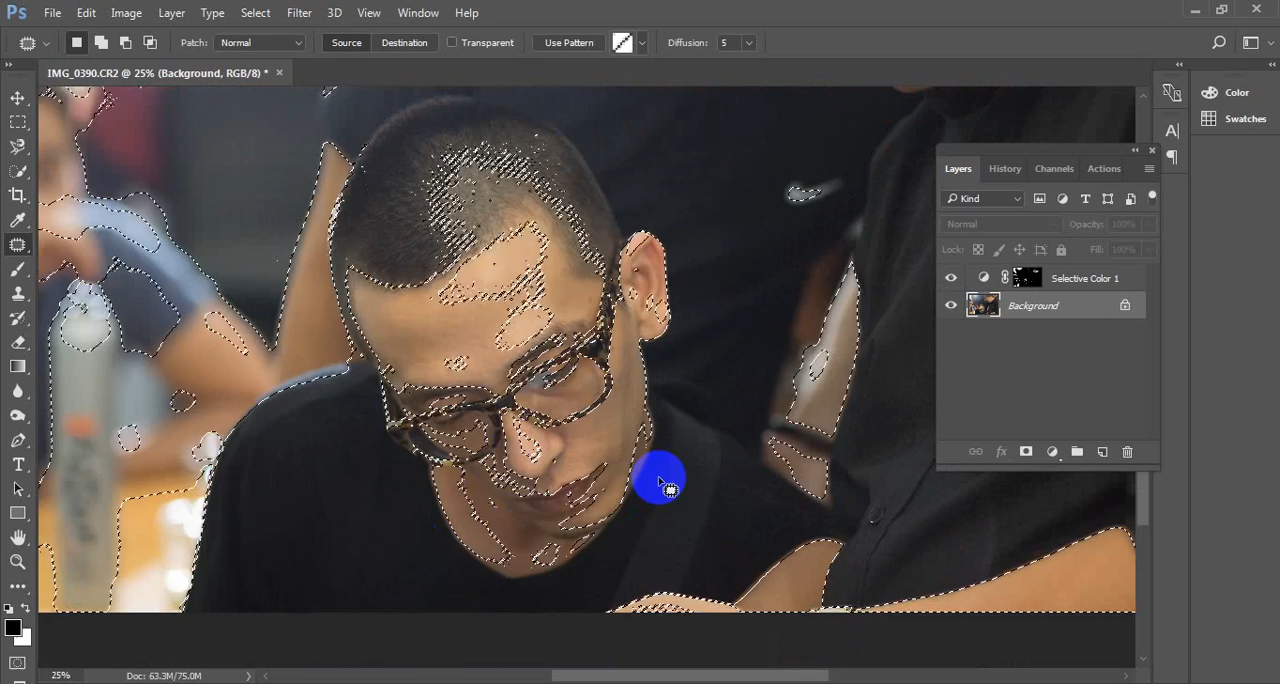 Ps File Edit Image Layer Type Select Filter 3D View Window Help
Patch: Normal Source Destination Transparent Use Pattern Diffusion: 5
IMG_0390.CR2 @ 25% (Background, RGB/8) * ×
Color
Swatches
Layers History Channels Actions
Kind
Normal Opacity: 100%
Lock: Fill: 100%
Selective Color 1
Background
25% Doc: 63.3M/75.0M